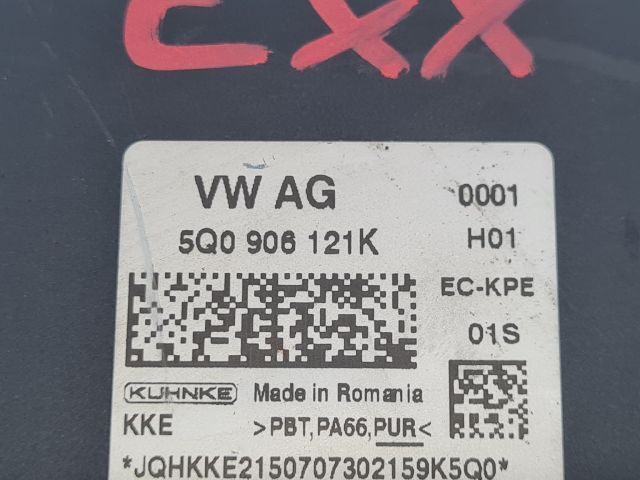 CXX
VW AG 0001
5Q0 906 121K H01
EC-KPE
01S
KUHNKE Made in Romania
KKE >PBT,PA66,PUR<
*JQHKKE2150707302159K5Q0*